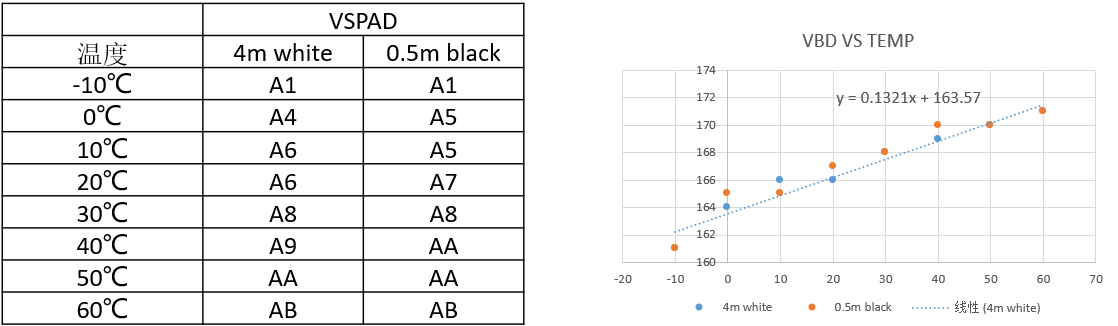 VSPAD
温度 4m white 0.5m black
-10℃ A1 A1
0℃ A4 A5
10℃ A6 A5
20℃ A6 A7
30℃ A8 A8
40℃ A9 AA
50℃ AA AA
60℃ AB AB
VBD VS TEMP
174
172
170
168
166
164
162
160
y = 0.1321x + 163.57
-20 -10 0 10 20 30 40 50 60 70
4m white 0.5m black 线性 (4m white)